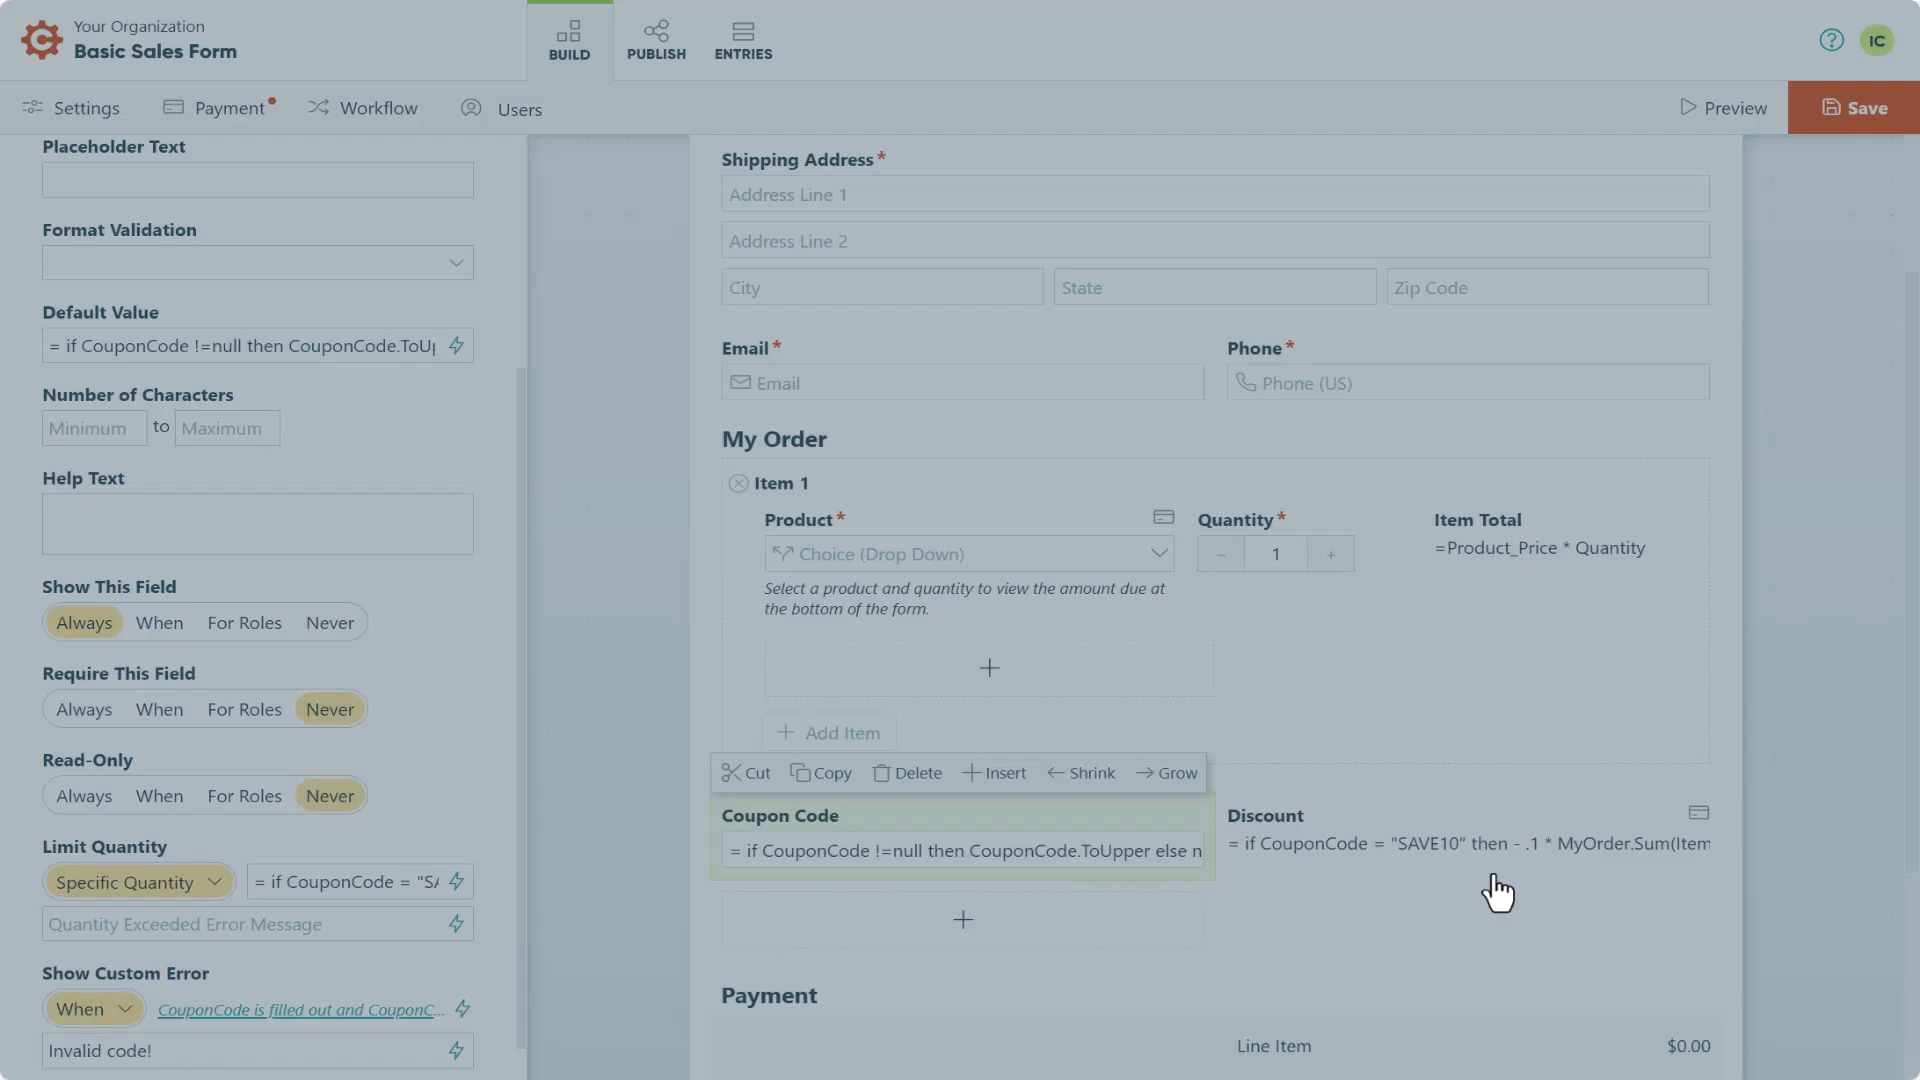 Your Organization
Basic Sales Form
BUILD
PUBLISH
ENTRIES
IC
Settings
Payment
Workflow
Users
Preview
Save
Placeholder Text
Format Validation
Default Value
= if CouponCode !=null then CouponCode.ToUp
Number of Characters
Minimum to Maximum
Help Text
Show This Field
Always When For Roles Never
Require This Field
Always When For Roles Never
Read-Only
Always When For Roles Never
Limit Quantity
Specific Quantity = if CouponCode = "SA
Quantity Exceeded Error Message
Show Custom Error
When CouponCode is filled out and CouponC...
Invalid code!
Shipping Address*
Address Line 1
Address Line 2
City State Zip Code
Email* Phone*
Email Phone (US)
My Order
Item 1
Product* Quantity* Item Total
Choice (Drop Down) – 1 + =Product_Price * Quantity
Select a product and quantity to view the amount due at
the bottom of the form.
+
+ Add Item
Cut Copy Delete Insert Shrink Grow
Coupon Code Discount
= if CouponCode !=null then CouponCode.ToUpper else n = if CouponCode = "SAVE10" then - .1 * MyOrder.Sum(Item
+
Payment
Line Item $0.00